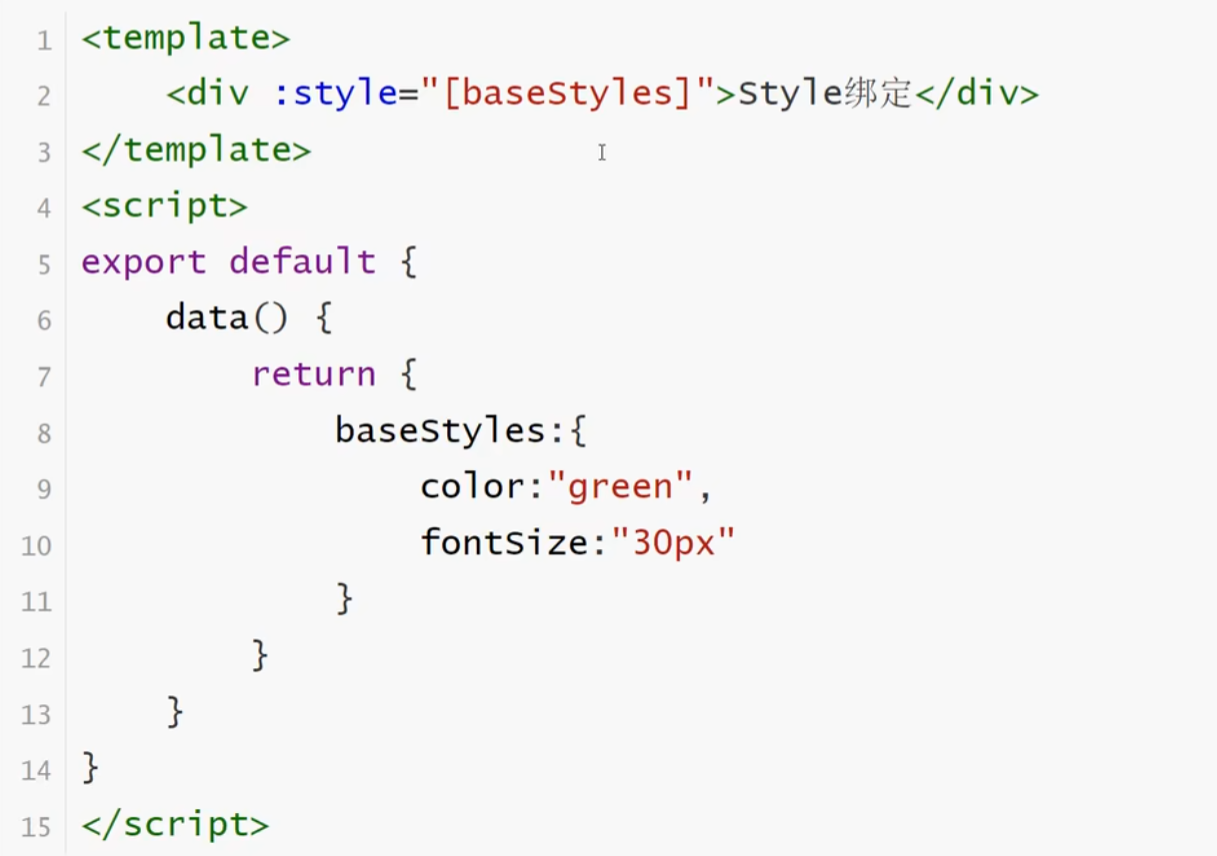 1 <template>
2     <div :style="[baseStyles]">Style绑定</div>
3 </template>
4 <script>
5 export default {
6     data() {
7         return {
8             baseStyles:{
9                 color:"green",
10                 fontSize:"30px"
11             }
12         }
13     }
14 }
15 </script>